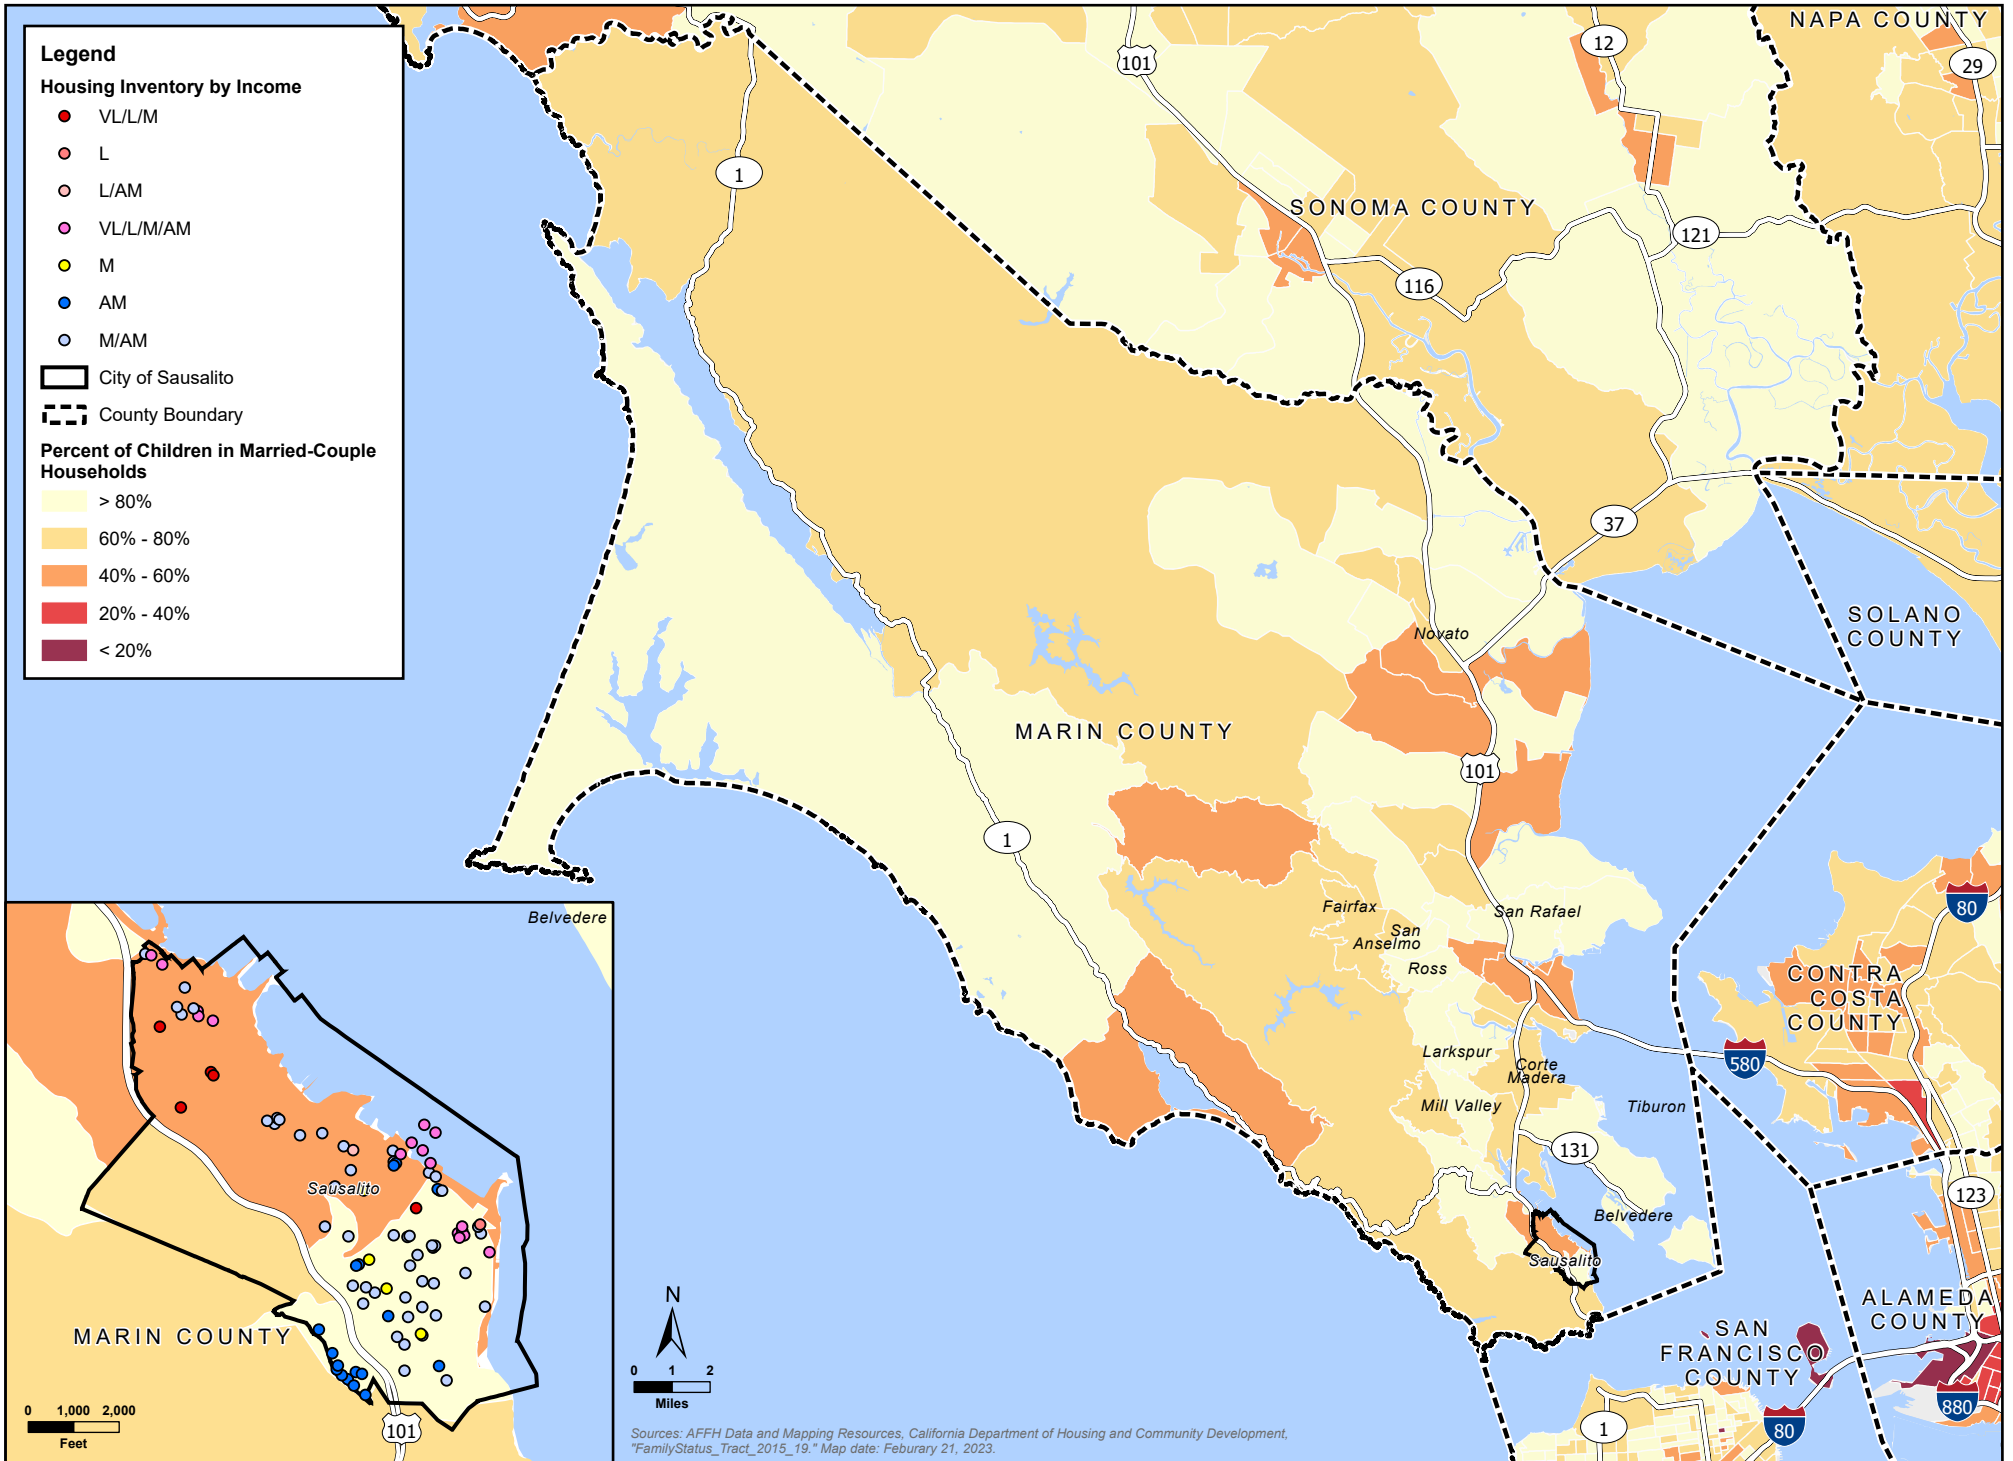 Legend
Housing Inventory by Income
VL/L/M
L
L/AM
VL/L/M/AM
M
AM
M/AM
City of Sausalito
County Boundary
Percent of Children in Married-Couple
Households
> 80%
60% - 80%
40% - 60%
20% - 40%
< 20%
NAPA COUNTY
12
29
101
1
SONOMA COUNTY
121
116
37
SOLANO
COUNTY
Novato
MARIN COUNTY
101
1
80
Fairfax
San Rafael
San
Anselmo
Ross
CONTRA
COSTA
COUNTY
Larkspur
Corte
Madera
580
Mill Valley
Tiburon
131
123
Belvedere
Sausalito
ALAMEDA
COUNTY
SAN
FRANCISCO
COUNTY
880
1
80
Belvedere
Sausalito
MARIN COUNTY
101
0 1,000 2,000
Feet
N
0 1 2
Miles
Sources: AFFH Data and Mapping Resources, California Department of Housing and Community Development,
"FamilyStatus_Tract_2015_19." Map date: Feburary 21, 2023.